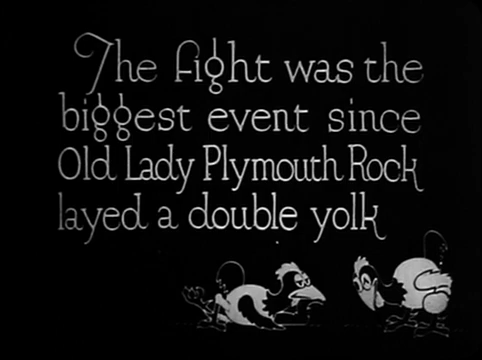 The fight was the
biggest event since
Old Lady Plymouth Rock
layed a double yolk